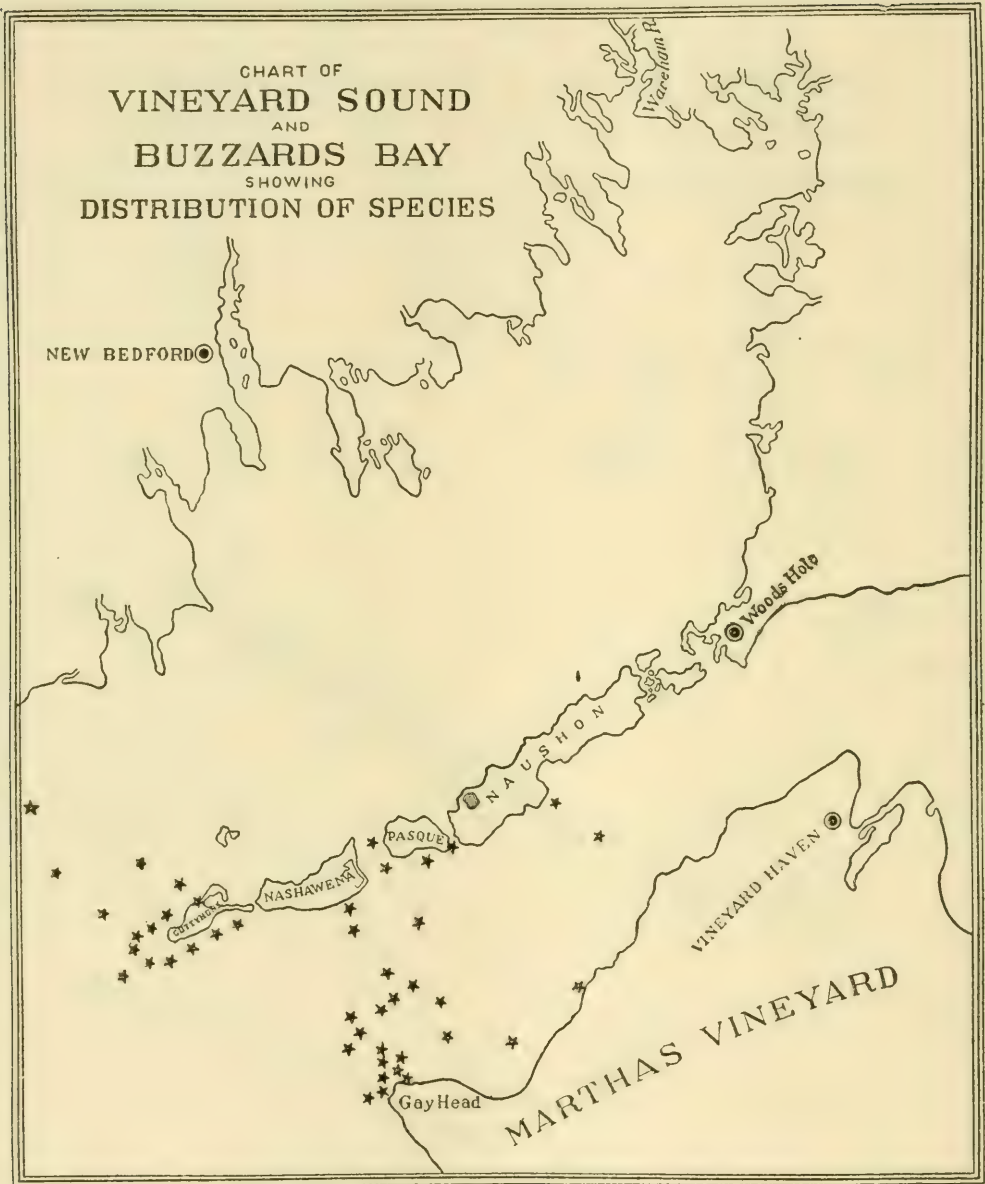 CHART OF
VINEYARD SOUND
AND
BUZZARDS BAY
SHOWING
DISTRIBUTION OF SPECIES
Wareham R.
NEW BEDFORD
Woods Hole
NAUSHON
PASQUE
NASHAWENA
CUTTYHUNK
VINEYARD HAVEN
MARTHAS VINEYARD
Gay Head